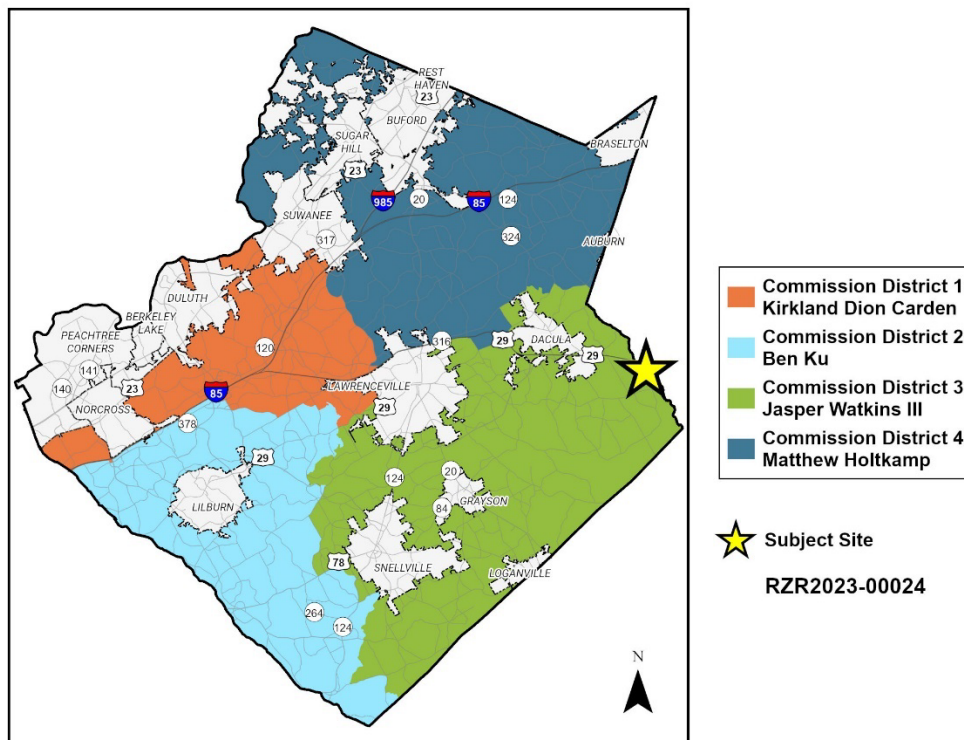 REST
HAVEN
23
BUFORD
SUGAR
HILL
23
BRASELTON
985
20
85
124
SUWANEE
317
324
AUBURN
DULUTH
BERKELEY
LAKE
PEACHTREE
CORNERS
120
316
29
DACULA
29
141
140
23
NORCROSS
85
LAWRENCEVILLE
29
378
29
LILBURN
124
20
84
GRAYSON
78
SNELLVILLE
LOGANVILLE
264
124
N
Commission District 1
Kirkland Dion Carden
Commission District 2
Ben Ku
Commission District 3
Jasper Watkins III
Commission District 4
Matthew Holtkamp
Subject Site
RZR2023-00024